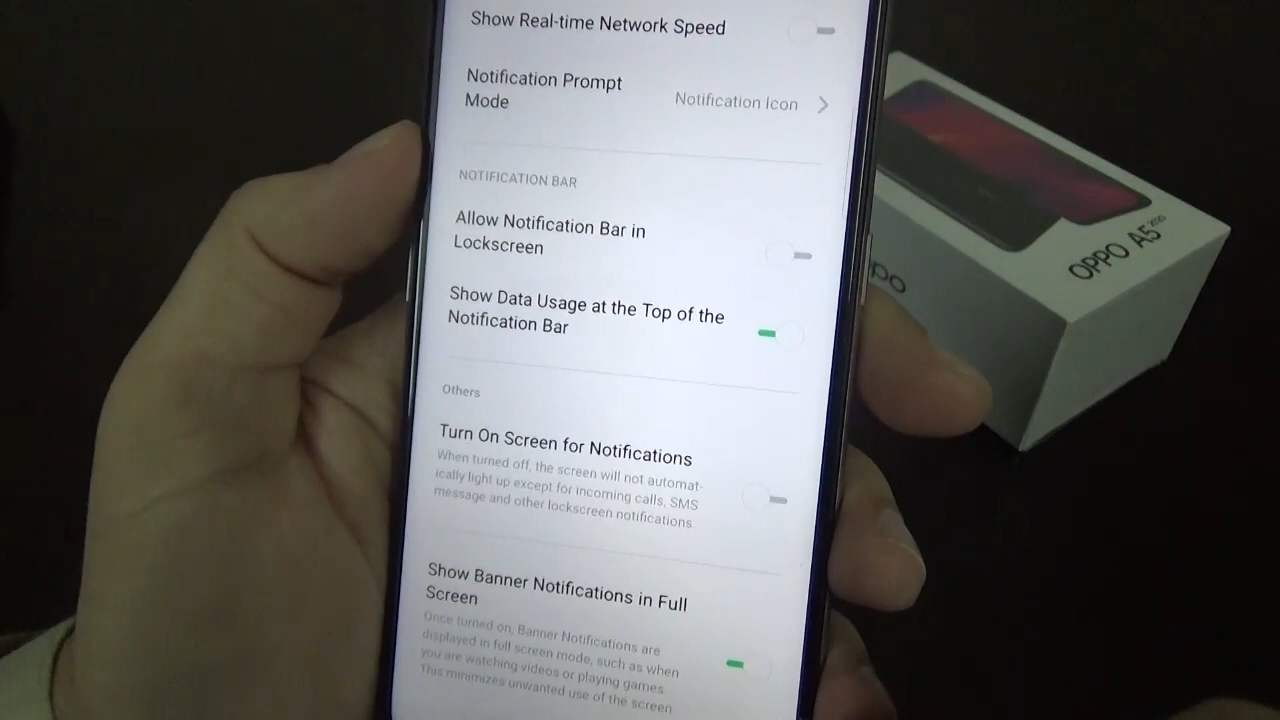 Show Real-time Network Speed
Notification Prompt
Mode
Notification Icon
NOTIFICATION BAR
Allow Notification Bar in
Lockscreen
Show Data Usage at the Top of the
Notification Bar
Others
Turn On Screen for Notifications
When turned off, the screen will not automat-
ically light up except for incoming calls, SMS
message and other lockscreen notifications
Show Banner Notifications in Full
Screen
Once turned on, Banner Notifications are
displayed in full screen mode, such as when
you are watching videos or playing games
This minimizes unwanted use of the screen
OPPO A5 2020
po